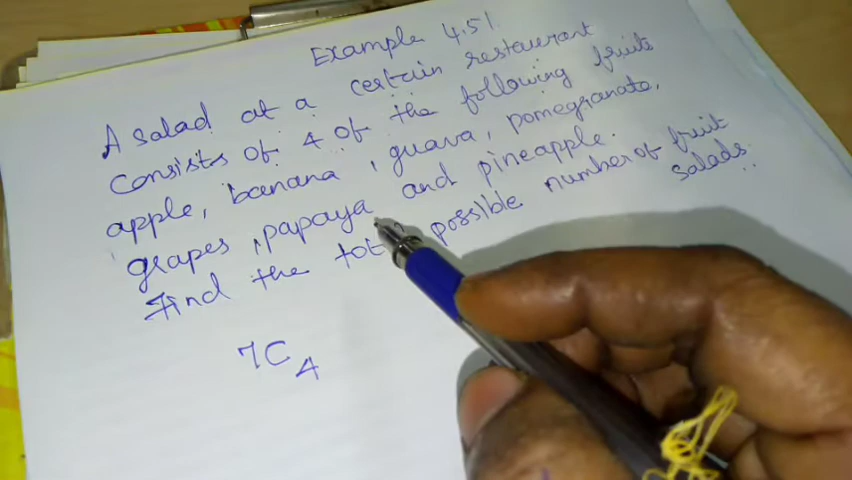 Example 4.51
A salad at a certain restaurant
consists of 4 of the following fruits
apple, banana, guava, pomegranate,
grapes, papaya and pineapple.
Find the tot possible number of fruit
salads.
7C4